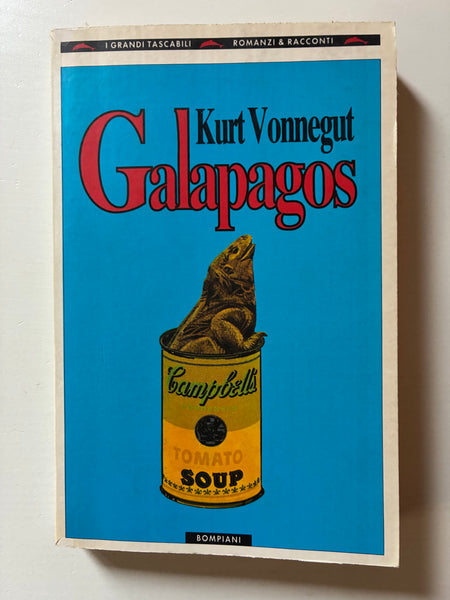 I GRANDI TASCABILI ROMANZI & RACCONTI
Kurt Vonnegut
Galapagos
Campbell's
TOMATO
SOUP
BOMPIANI